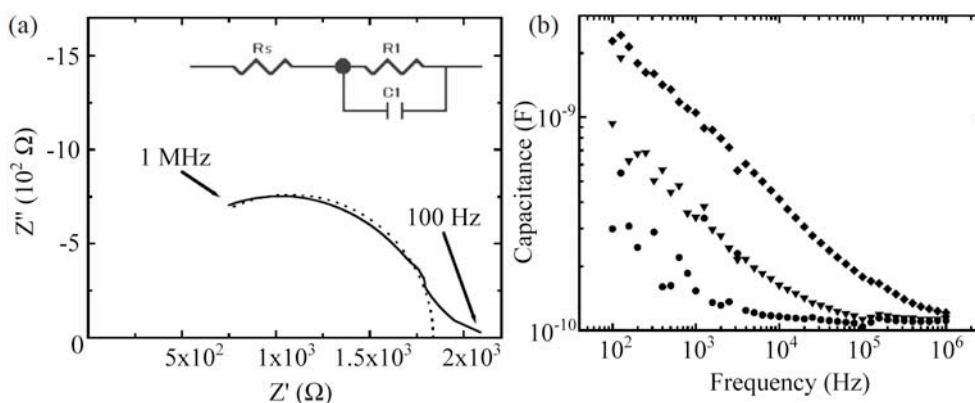 (a)
-15
-10
-5
0
Z'' (10² Ω)
Rs
R1
C1
1 MHz
100 Hz
5x10² 1x10³ 1.5x10³ 2x10³
Z' (Ω)
(b)
10⁻⁹
10⁻¹⁰
Capacitance (F)
10² 10³ 10⁴ 10⁵ 10⁶
Frequency (Hz)